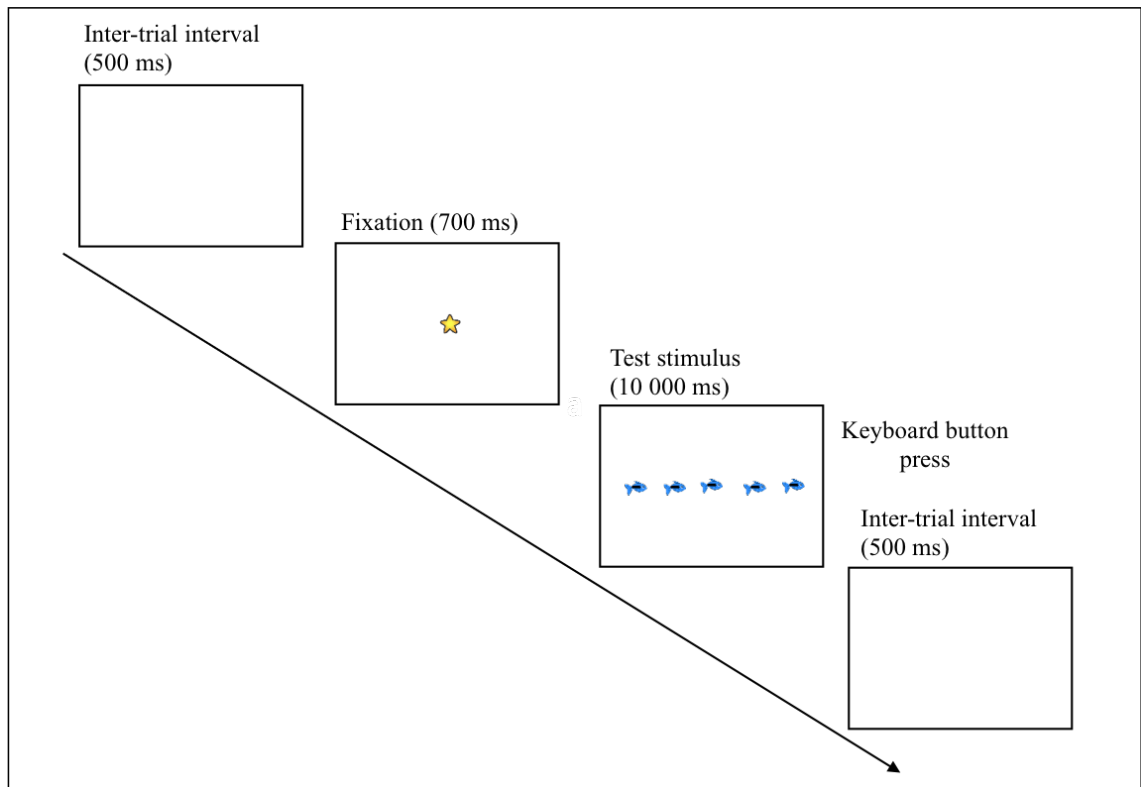 Inter-trial interval
(500 ms)
Fixation (700 ms)
Test stimulus
(10 000 ms)
Keyboard button
press
Inter-trial interval
(500 ms)